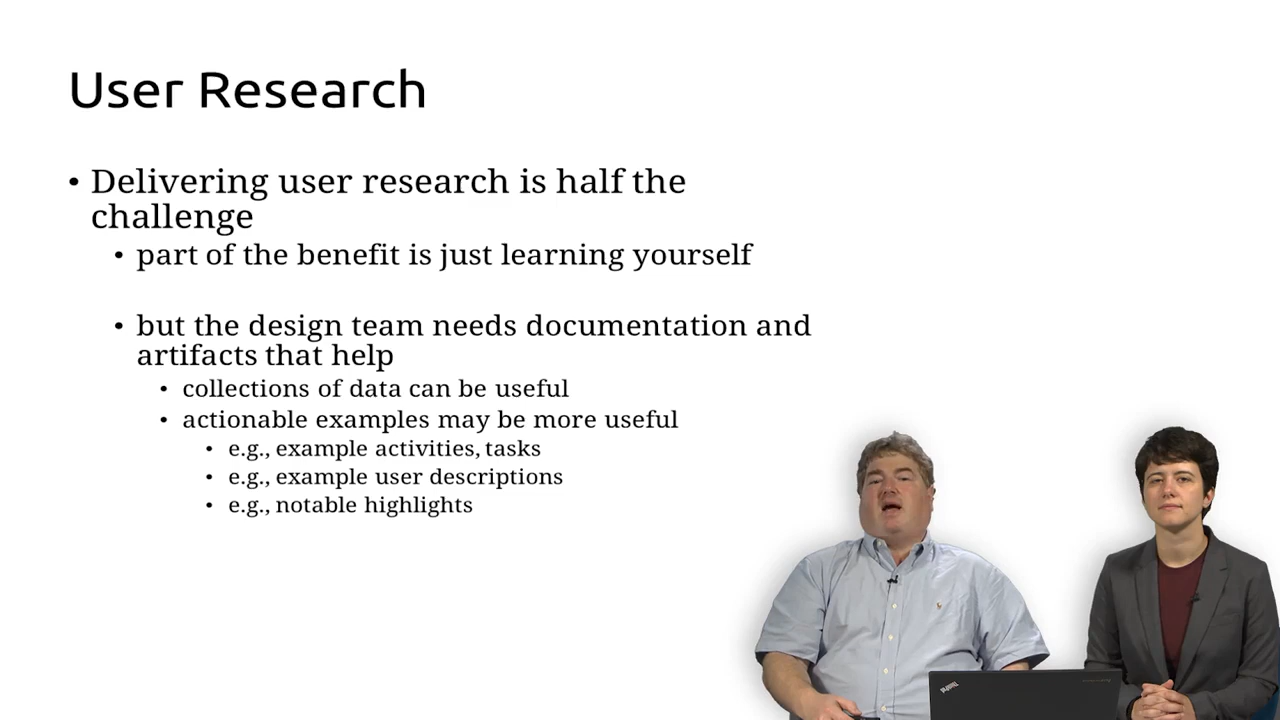 User Research
• Delivering user research is half the
challenge
• part of the benefit is just learning yourself
• but the design team needs documentation and
artifacts that help
• collections of data can be useful
• actionable examples may be more useful
• e.g., example activities, tasks
• e.g., example user descriptions
• e.g., notable highlights
ThinkPad